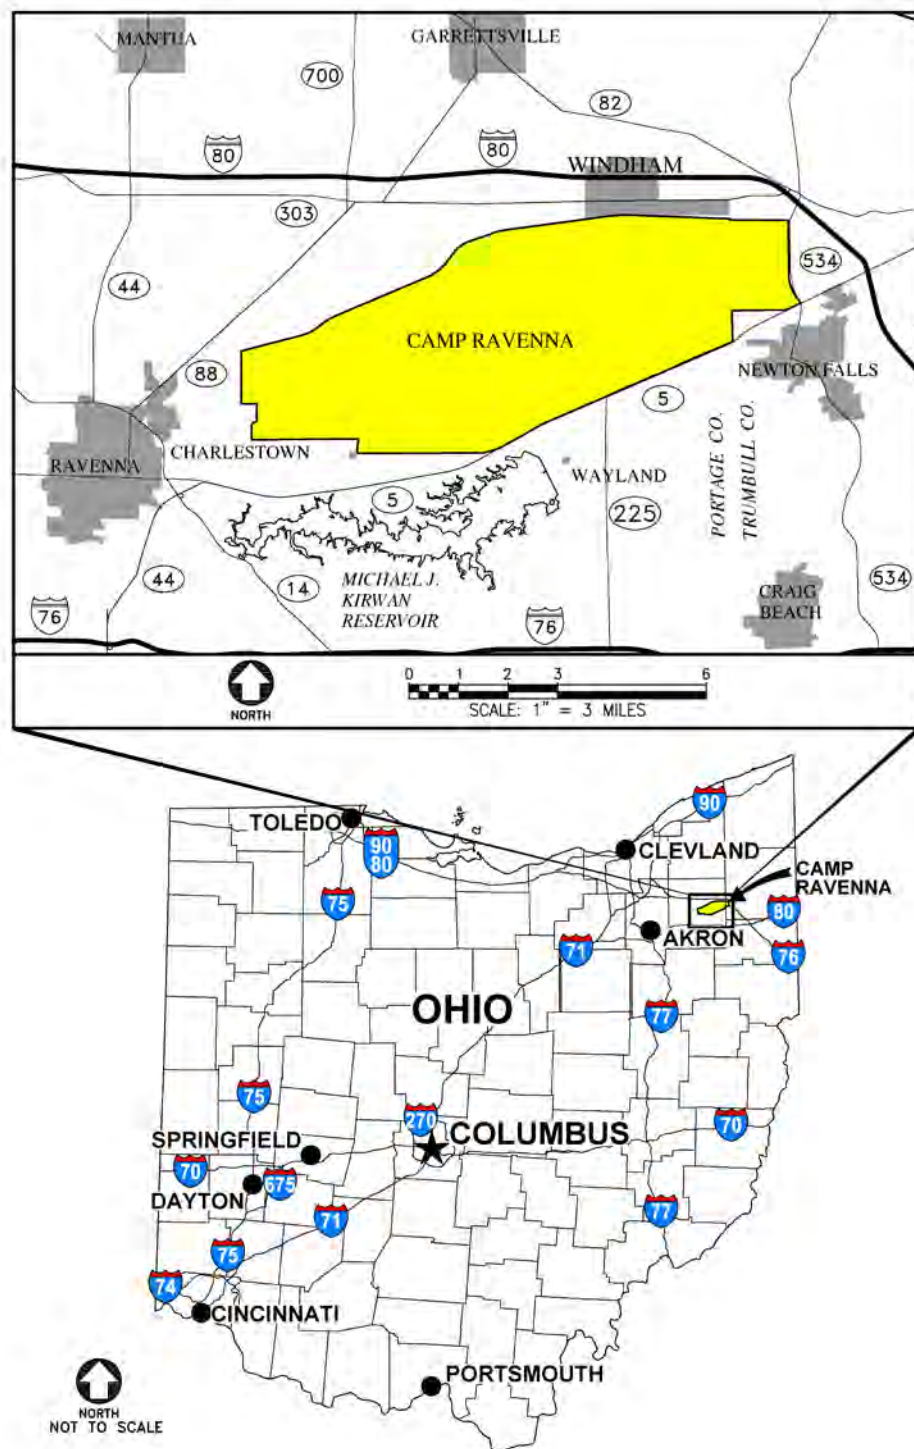 MANTUA
GARRETTSVILLE
700
82
80
80
WINDHAM
303
534
44
CAMP RAVENNA
88
NEWTON FALLS
5
CHARLESTOWN
RAVENNA
WAYLAND
PORTAGE CO.
TRUMBULL CO.
5
225
44
14
MICHAEL J.
KIRWAN
RESERVOIR
CRAIG
BEACH
534
76
76
NORTH
0 1 2 3 6
SCALE: 1" = 3 MILES
90
TOLEDO
90
80
CLEVLAND
CAMP
RAVENNA
75
80
AKRON
71
76
OHIO
77
75
270
70
COLUMBUS
SPRINGFIELD
70
675
DAYTON
71
77
75
74
CINCINNATI
PORTSMOUTH
NORTH
NOT TO SCALE